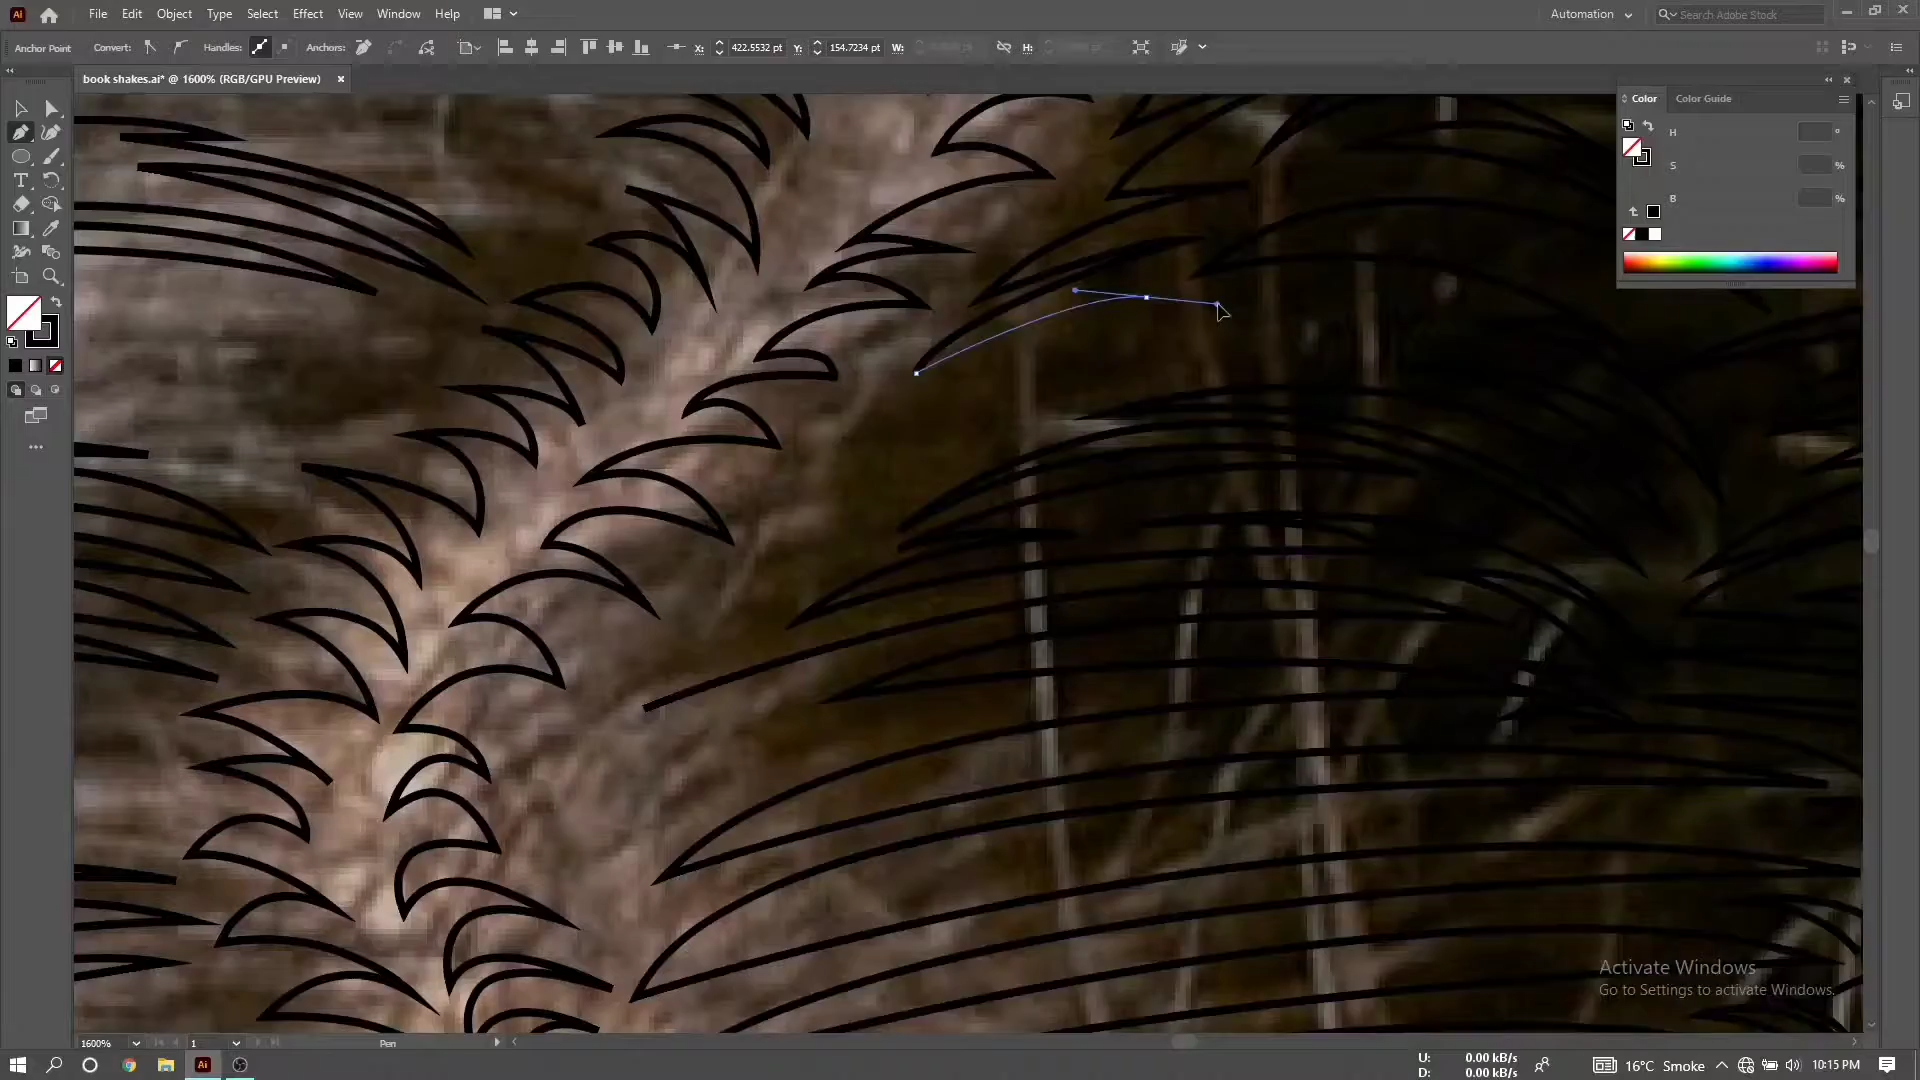 Ai
File Edit Object Type Select Effect View Window Help
Automation
Search Adobe Stock
Anchor Point Convert: Handles: Anchors: X: 422.5532 pt Y: 154.7234 pt W: H:
book shakes.ai* @ 1600% (RGB/GPU Preview) ×
Color Color Guide
H °
S %
B %
T
Activate Windows
Go to Settings to activate Windows.
1600% 1 Pen
Ai
U: 0.00 kB/s
D: 0.00 kB/s
16°C Smoke
10:15 PM